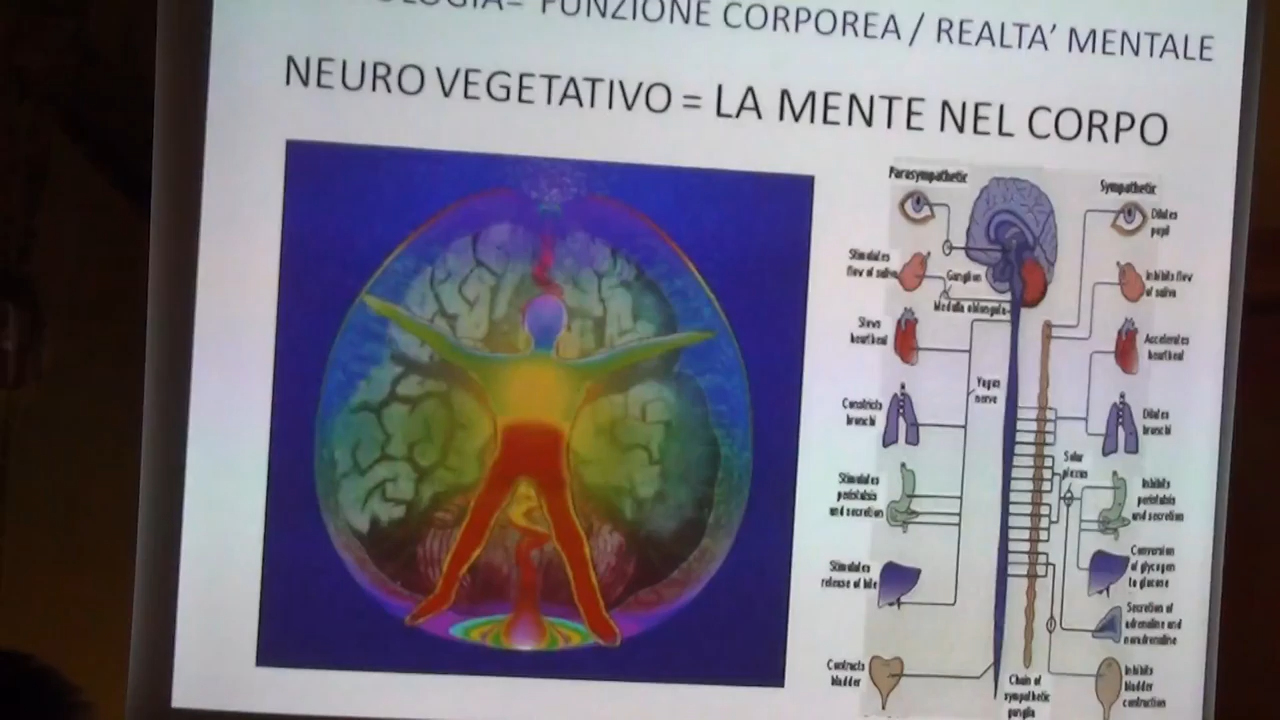 FUNZIONE CORPOREA / REALTA' MENTALE
NEURO VEGETATIVO = LA MENTE NEL CORPO
Parasympathetic
Sympathetic
Dilates
pupil
Stimulates
flow of saliva
Ganglion
Medulla oblongata
Inhibits flow
of saliva
Slows
heartbeat
Accelerates
heartbeat
Vagus
nerve
Constricts
bronchi
Dilates
bronchi
Solar
plexus
Stimulates
peristalsis
and secretion
Inhibits
peristalsis
and secretion
Stimulates
release of bile
Conversion
of glycogen
to glucose
Secretion of
adrenaline and
noradrenaline
Contracts
bladder
Chain of
sympathetic
ganglia
Inhibits
bladder
contraction